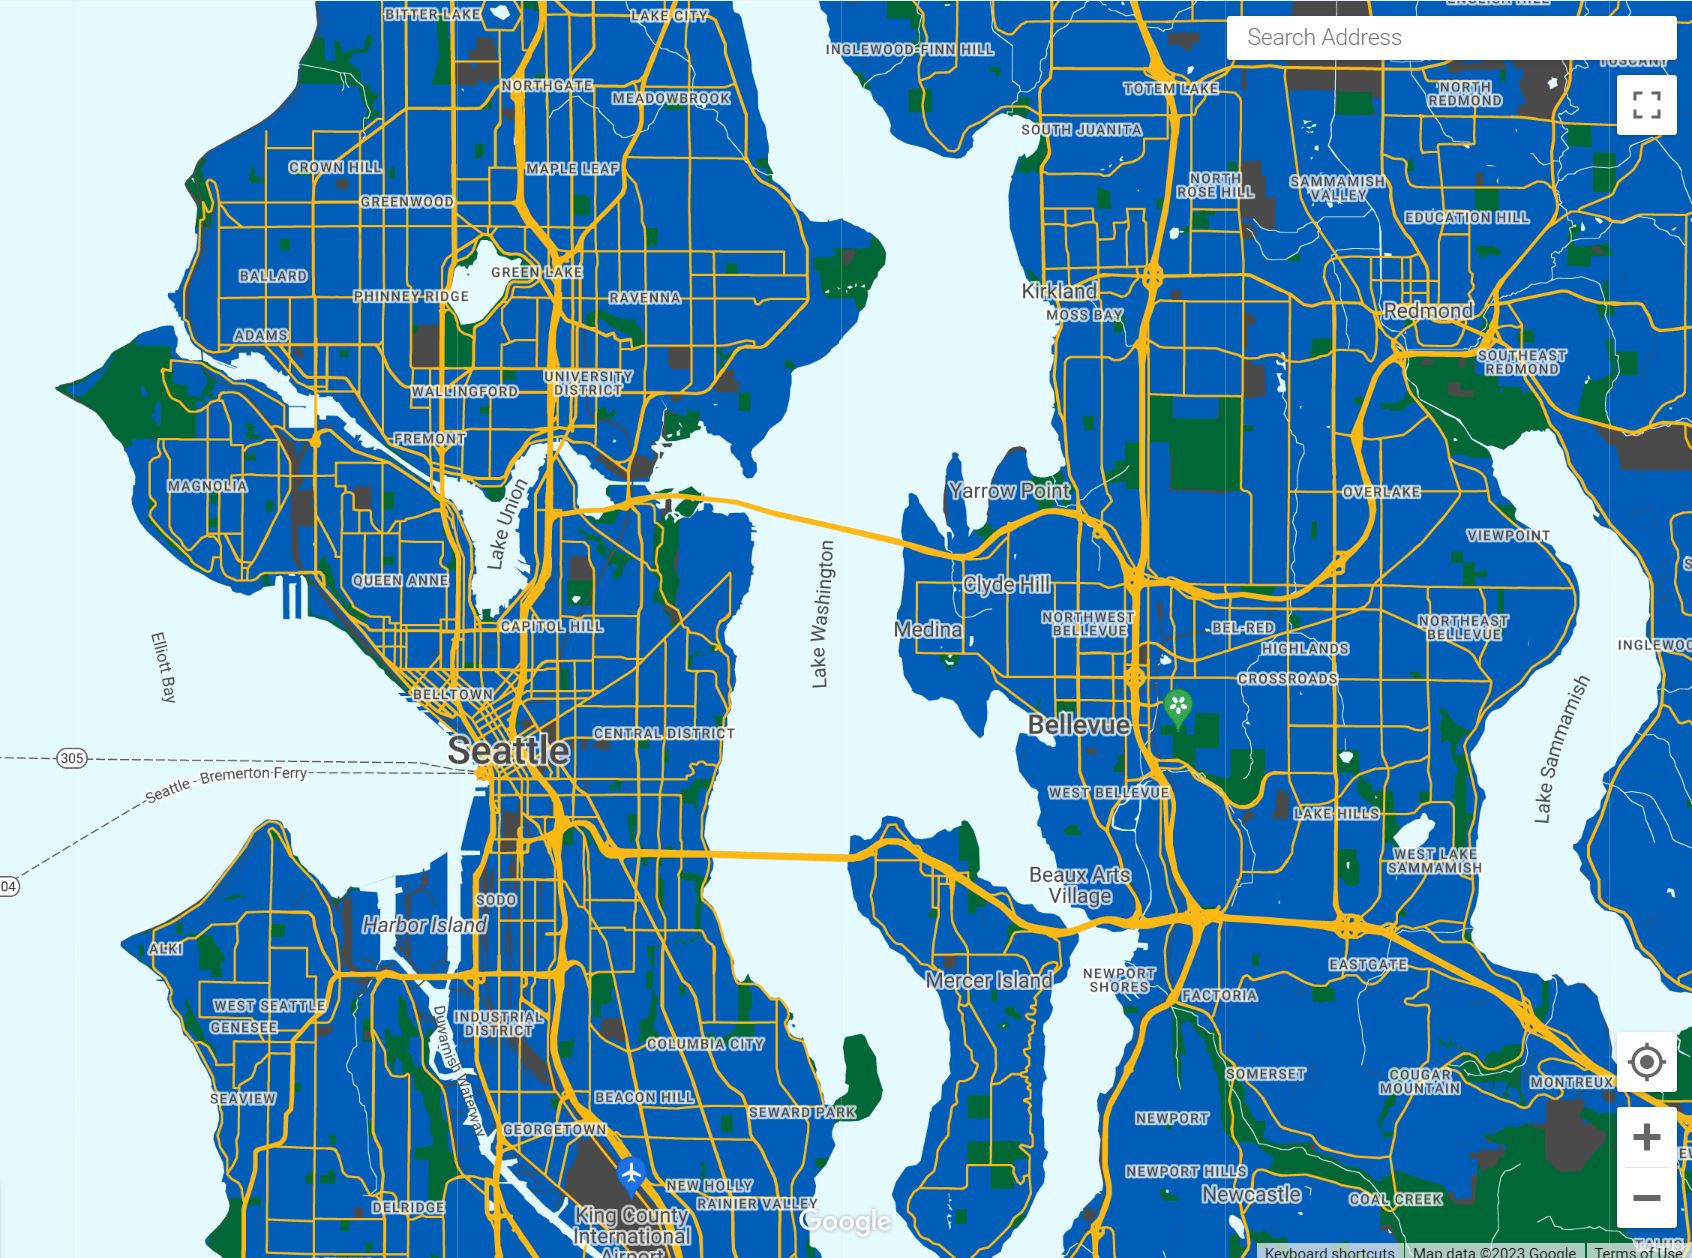 BITTER LAKE
LAKE CITY
ENGLISH HILL
INGLEWOOD-FINN HILL
Search Address
TUSCANY
NORTHGATE
MEADOWBROOK
TOTEM LAKE
NORTH
REDMOND
SOUTH JUANITA
CROWN HILL
MAPLE LEAF
NORTH
ROSE HILL
SAMMAMISH
VALLEY
GREENWOOD
EDUCATION HILL
BALLARD
GREEN LAKE
PHINNEY RIDGE
RAVENNA
Kirkland
MOSS BAY
Redmond
ADAMS
SOUTHEAST
REDMOND
WALLINGFORD
UNIVERSITY
DISTRICT
FREMONT
MAGNOLIA
Yarrow Point
OVERLAKE
Lake Union
VIEWPOINT
QUEEN ANNE
Clyde Hill
Lake Washington
CAPITOL HILL
Medina
NORTHWEST
BELLEVUE
BEL-RED
NORTHEAST
BELLEVUE
HIGHLANDS
INGLEWOO
Elliott Bay
BELLTOWN
CROSSROADS
Seattle
CENTRAL DISTRICT
Bellevue
Lake Sammamish
305
Seattle - Bremerton Ferry
WEST BELLEVUE
LAKE HILLS
04
Beaux Arts
Village
WEST LAKE
SAMMAMISH
SODO
Harbor Island
ALKI
Mercer Island
NEWPORT
SHORES
EASTGATE
FACTORIA
WEST SEATTLE
GENESEE
Duwamish Waterway
INDUSTRIAL
DISTRICT
COLUMBIA CITY
SOMERSET
COUGAR
MOUNTAIN
MONTREUX
SEAVIEW
BEACON HILL
SEWARD PARK
NEWPORT
GEORGETOWN
NEW HOLLY
RAINIER VALLEY
NEWPORT HILLS
Newcastle
COAL CREEK
DELRIDGE
King County
International
Airport
Google
TALUS
Keyboard shortcuts
Map data ©2023 Google
Terms of Use